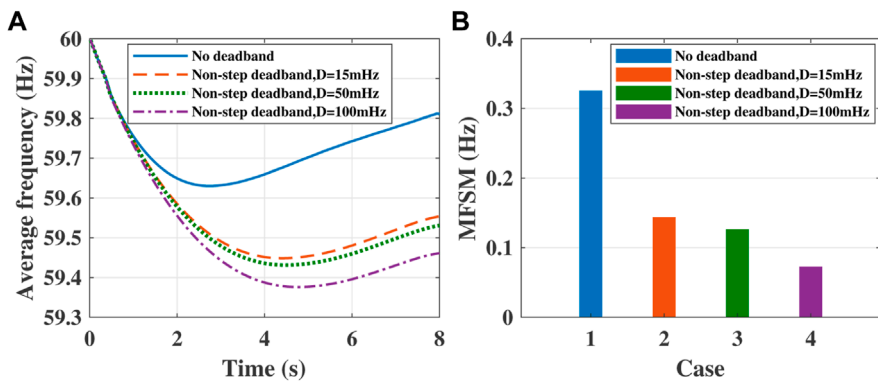 A
Average frequency (Hz)
60
59.9
59.8
59.7
59.6
59.5
59.4
59.3
No deadband
Non-step deadband,D=15mHz
Non-step deadband,D=50mHz
Non-step deadband,D=100mHz
0 2 4 6 8
Time (s)
B
MFSM (Hz)
0.4
0.3
0.2
0.1
0
No deadband
Non-step deadband,D=15mHz
Non-step deadband,D=50mHz
Non-step deadband,D=100mHz
1 2 3 4
Case